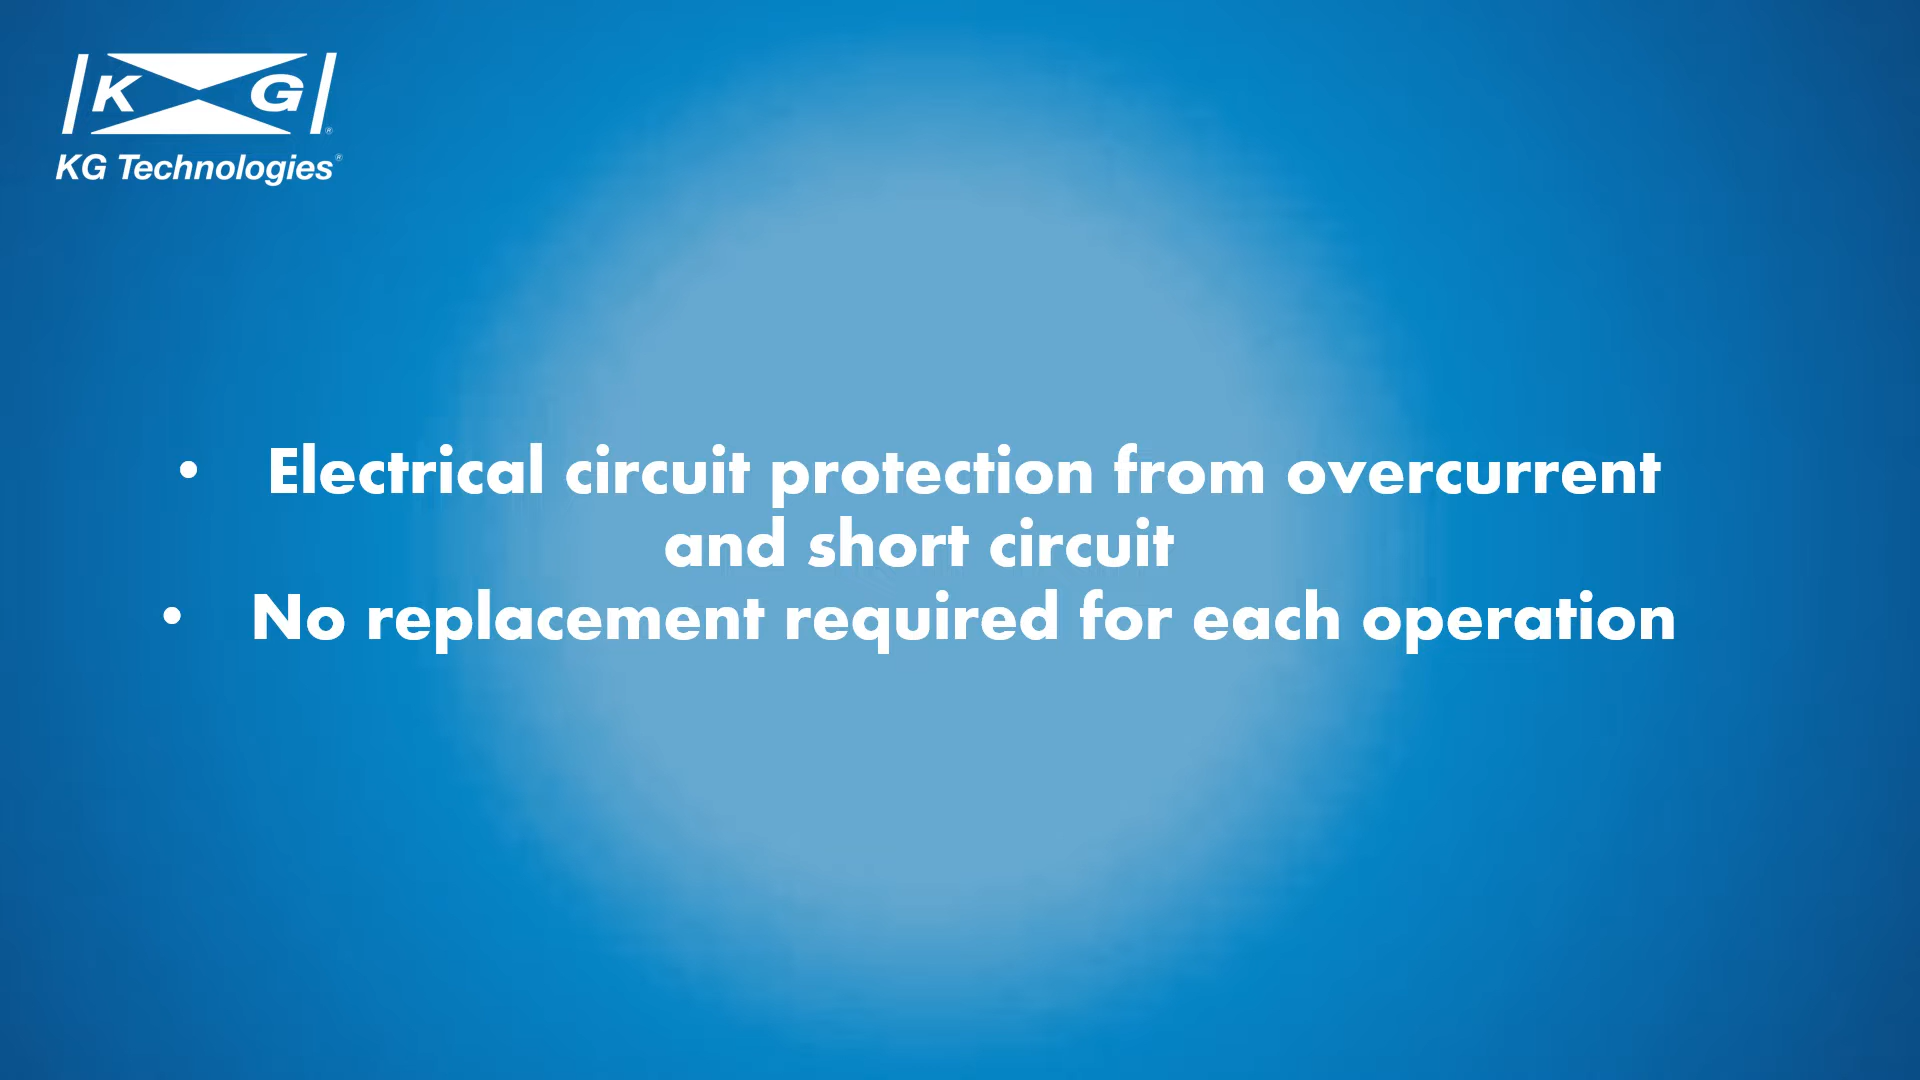 K G ®
KG Technologies®
• Electrical circuit protection from overcurrent
and short circuit
• No replacement required for each operation